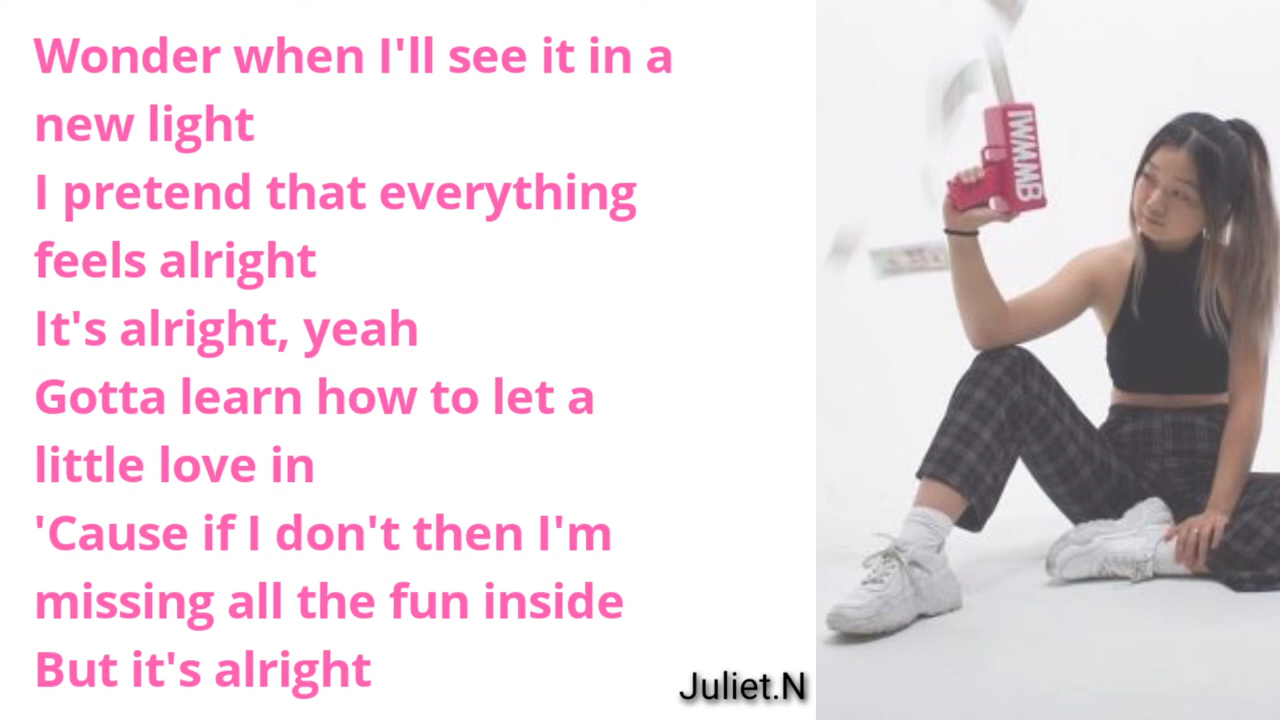 Wonder when I'll see it in a
new light
I pretend that everything
feels alright
It's alright, yeah
Gotta learn how to let a
little love in
'Cause if I don't then I'm
missing all the fun inside
But it's alright
Juliet.N
IWMMB